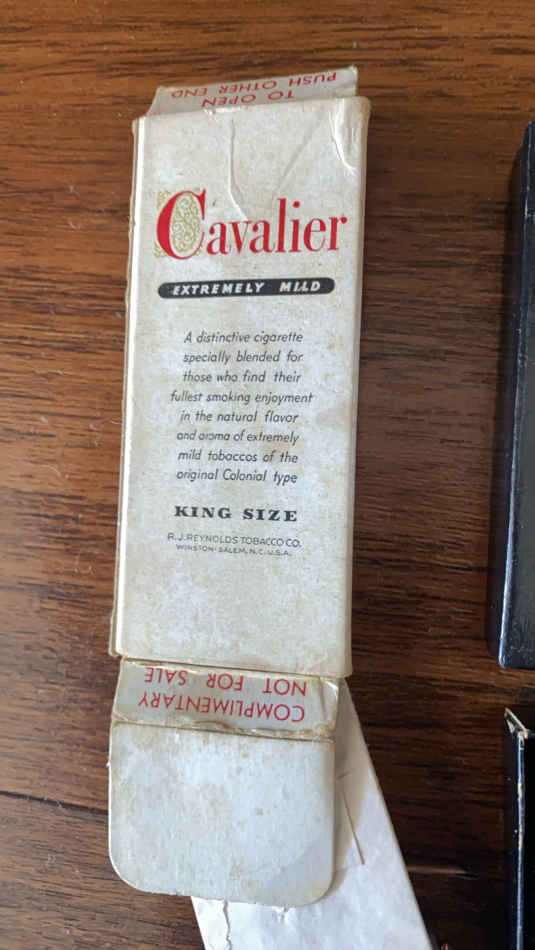 TO OPEN
PUSH OTHER END
Cavalier
EXTREMELY MILD
A distinctive cigarette
specially blended for
those who find their
fullest smoking enjoyment
in the natural flavor
and aroma of extremely
mild tobaccos of the
original Colonial type
KING SIZE
R.J.REYNOLDS TOBACCO CO.
WINSTON-SALEM, N.C. U.S.A.
COMPLIMENTARY
NOT FOR SALE